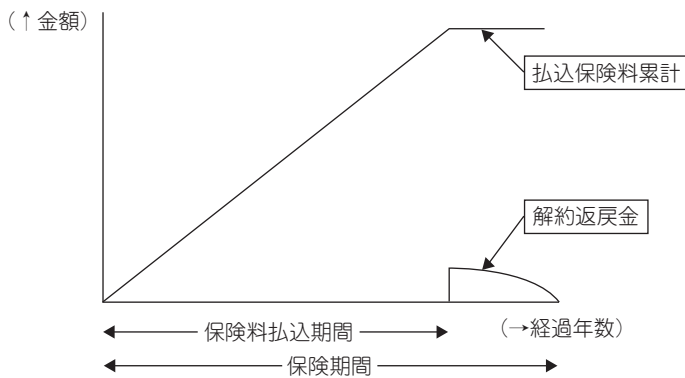 (↑金額)
払込保険料累計
解約返戻金
保険料払込期間
(→経過年数)
保険期間